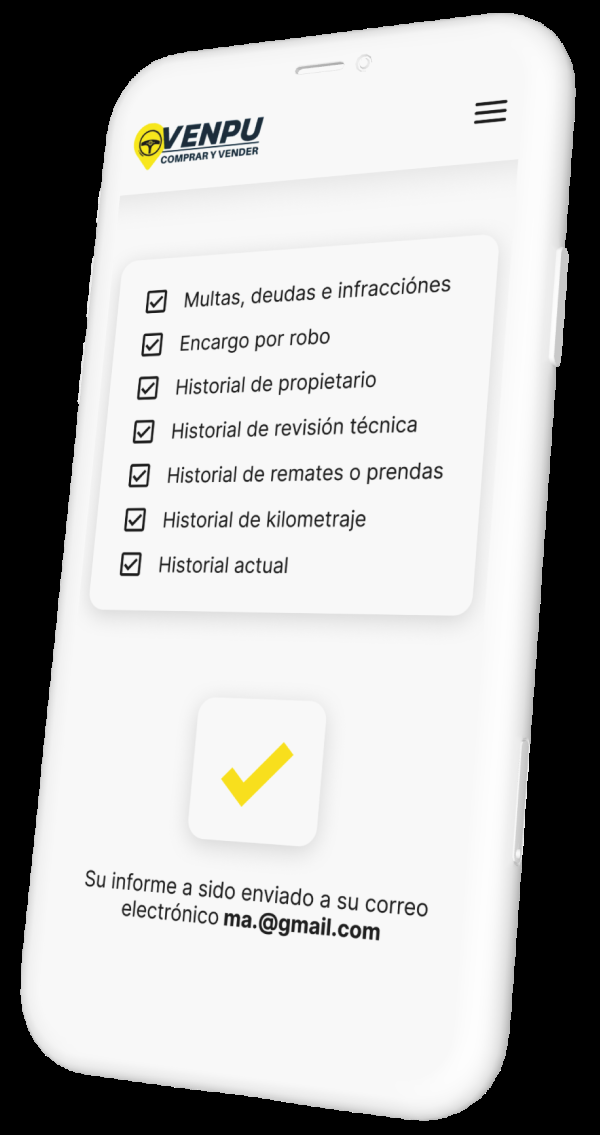 VENPU
COMPRAR Y VENDER
Multas, deudas e infracciónes
Encargo por robo
Historial de propietario
Historial de revisión técnica
Historial de remates o prendas
Historial de kilometraje
Historial actual
Su informe a sido enviado a su correo
electrónico ma.@gmail.com